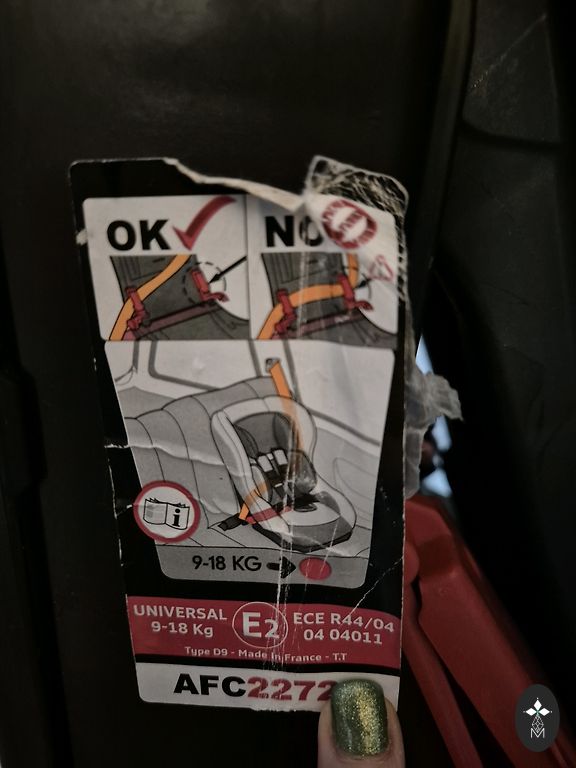 OK NO
9-18 KG
UNIVERSAL
9-18 Kg
E2
ECE R44/04
04 04011
Type D9 - Made In France - T.T
AFC2272
M